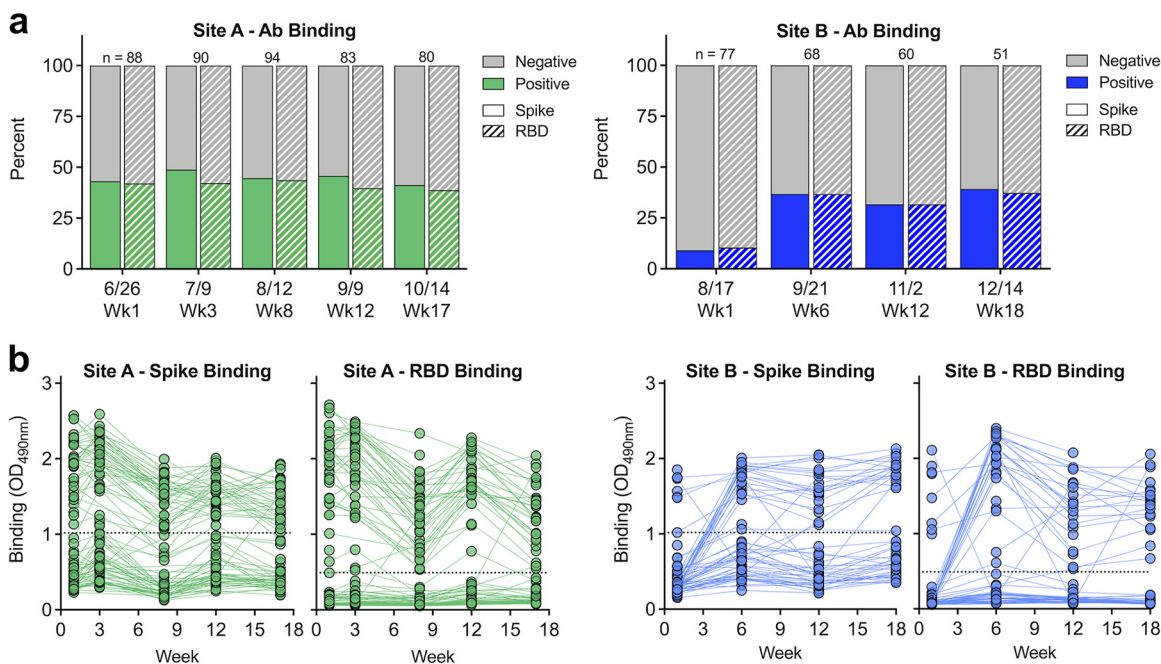 a
Site A - Ab Binding
n = 88 90 94 83 80
Percent
100
75
50
25
0
6/26 7/9 8/12 9/9 10/14
Wk1 Wk3 Wk8 Wk12 Wk17
Negative
Positive
Spike
RBD
Site B - Ab Binding
n = 77 68 60 51
Percent
100
75
50
25
0
8/17 9/21 11/2 12/14
Wk1 Wk6 Wk12 Wk18
Negative
Positive
Spike
RBD
b
Site A - Spike Binding
Binding (OD490nm)
3
2
1
0
0 3 6 9 12 15 18
Week
Site A - RBD Binding
0 3 6 9 12 15 18
Week
Site B - Spike Binding
Binding (OD490nm)
3
2
1
0
0 3 6 9 12 15 18
Week
Site B - RBD Binding
0 3 6 9 12 15 18
Week